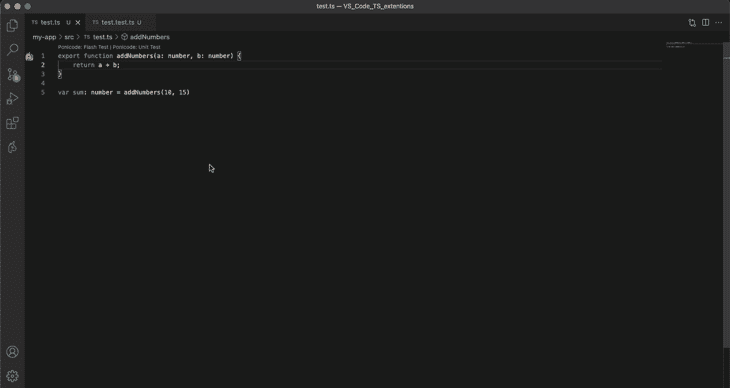 test.ts — VS_Code_TS_extentions
TS test.ts U TS test.test.ts U
my-app > src > TS test.ts > addNumbers
Ponicode: Flash Test | Ponicode: Unit Test
1 export function addNumbers(a: number, b: number) {
2 return a + b;
3 }
4
5 var sum: number = addNumbers(10, 15)